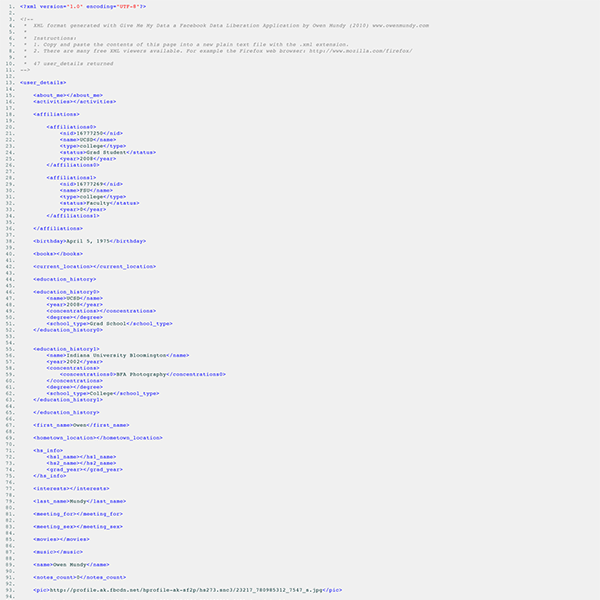 1. <?xml version="1.0" encoding="UTF-8"?>
2.
3. <!--
4. * XML format generated with Give Me My Data a Facebook Data Liberation Application by Owen Mundy (2010) www.owenmundy.com
5. *
6. * Instructions:
7. * 1. Copy and paste the contents of this page into a new plain text file with the .xml extension.
8. * 2. There are many free XML viewers available. For example the Firefox web browser: http://www.mozilla.com/firefox/
9. *
10. * 47 user_details returned
11. -->
12.
13. <user_details>
14.
15. <about_me></about_me>
16. <activities></activities>
17.
18. <affiliations>
19.
20. <affiliations0>
21. <nid>16777250</nid>
22. <name>UCSD</name>
23. <type>college</type>
24. <status>Grad Student</status>
25. <year>2008</year>
26. </affiliations0>
27.
28. <affiliations1>
29. <nid>16777269</nid>
30. <name>FSU</name>
31. <type>college</type>
32. <status>Faculty</status>
33. <year>0</year>
34. </affiliations1>
35.
36. </affiliations>
37.
38. <birthday>April 5, 1975</birthday>
39.
40. <books></books>
41.
42. <current_location></current_location>
43.
44. <education_history>
45.
46. <education_history0>
47. <name>UCSD</name>
48. <year>2008</year>
49. <concentrations></concentrations>
50. <degree></degree>
51. <school_type>Grad School</school_type>
52. </education_history0>
53.
54.
55. <education_history1>
56. <name>Indiana University Bloomington</name>
57. <year>2002</year>
58. <concentrations>
59. <concentrations0>BFA Photography</concentrations0>
60. </concentrations>
61. <degree></degree>
62. <school_type>College</school_type>
63. </education_history1>
64.
65. </education_history>
66.
67. <first_name>Owen</first_name>
68.
69. <hometown_location></hometown_location>
70.
71. <hs_info>
72. <hs1_name></hs1_name>
73. <hs2_name></hs2_name>
74. <grad_year></grad_year>
75. </hs_info>
76.
77. <interests></interests>
78.
79. <last_name>Mundy</last_name>
80.
81. <meeting_for></meeting_for>
82.
83. <meeting_sex></meeting_sex>
84.
85. <movies></movies>
86.
87. <music></music>
88.
89. <name>Owen Mundy</name>
90.
91. <notes_count>0</notes_count>
92.
93. <pic>http://profile.ak.fbcdn.net/hprofile-ak-sf2p/hs273.snc3/23217_780985312_7547_s.jpg</pic>
94.